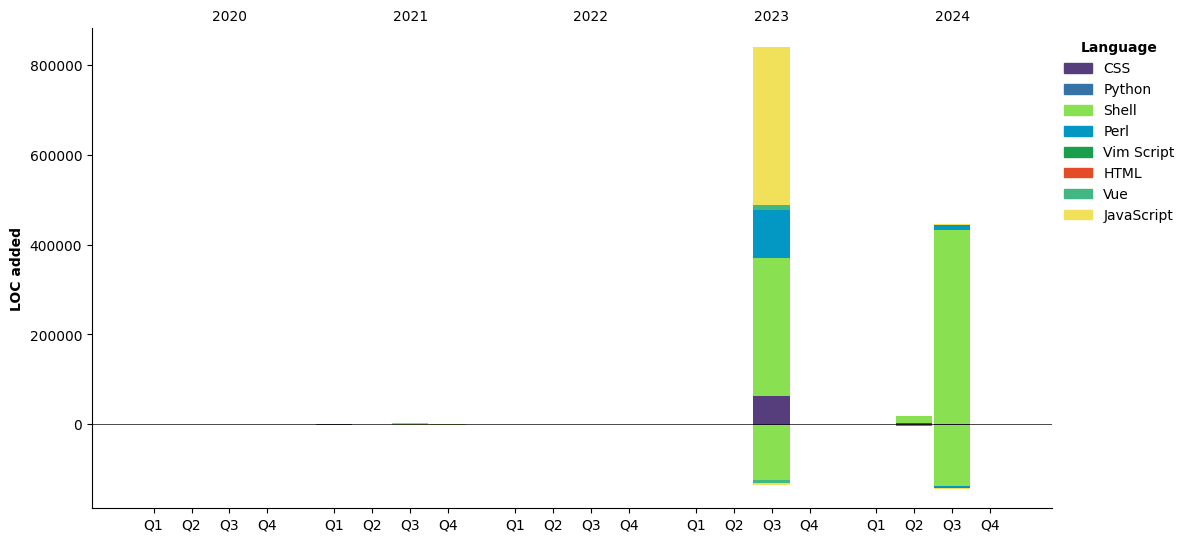 2020 2021 2022 2023 2024
Language
CSS
Python
Shell
Perl
Vim Script
HTML
Vue
JavaScript
LOC added
800000
600000
400000
200000
0
Q1 Q2 Q3 Q4 Q1 Q2 Q3 Q4 Q1 Q2 Q3 Q4 Q1 Q2 Q3 Q4 Q1 Q2 Q3 Q4